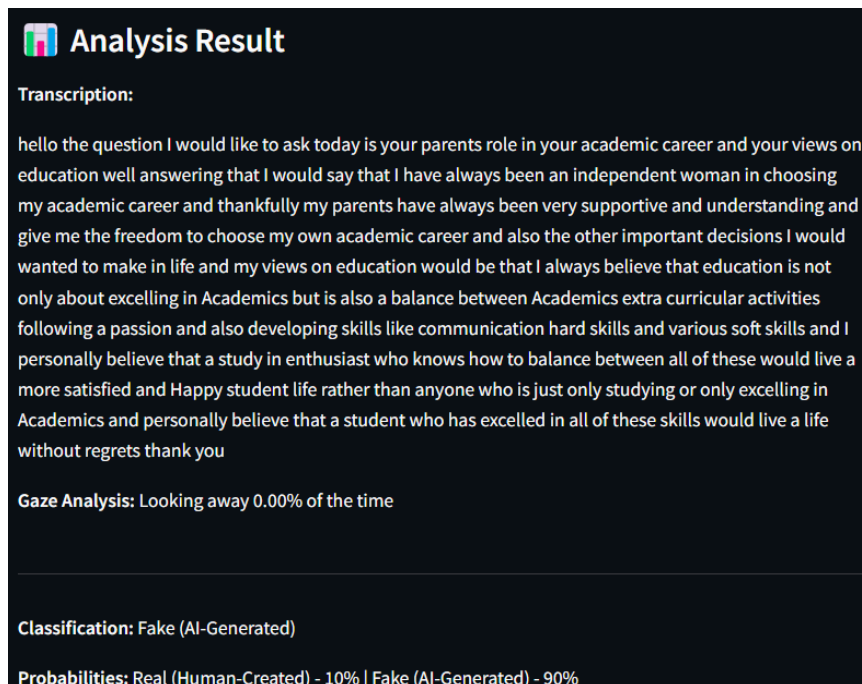 Analysis Result
Transcription:
hello the question I would like to ask today is your parents role in your academic career and your views on
education well answering that I would say that I have always been an independent woman in choosing
my academic career and thankfully my parents have always been very supportive and understanding and
give me the freedom to choose my own academic career and also the other important decisions I would
wanted to make in life and my views on education would be that I always believe that education is not
only about excelling in Academics but is also a balance between Academics extra curricular activities
following a passion and also developing skills like communication hard skills and various soft skills and I
personally believe that a study in enthusiast who knows how to balance between all of these would live a
more satisfied and Happy student life rather than anyone who is just only studying or only excelling in
Academics and personally believe that a student who has excelled in all of these skills would live a life
without regrets thank you
Gaze Analysis: Looking away 0.00% of the time
Classification: Fake (AI-Generated)
Probabilities: Real (Human-Created) - 10% | Fake (AI-Generated) - 90%